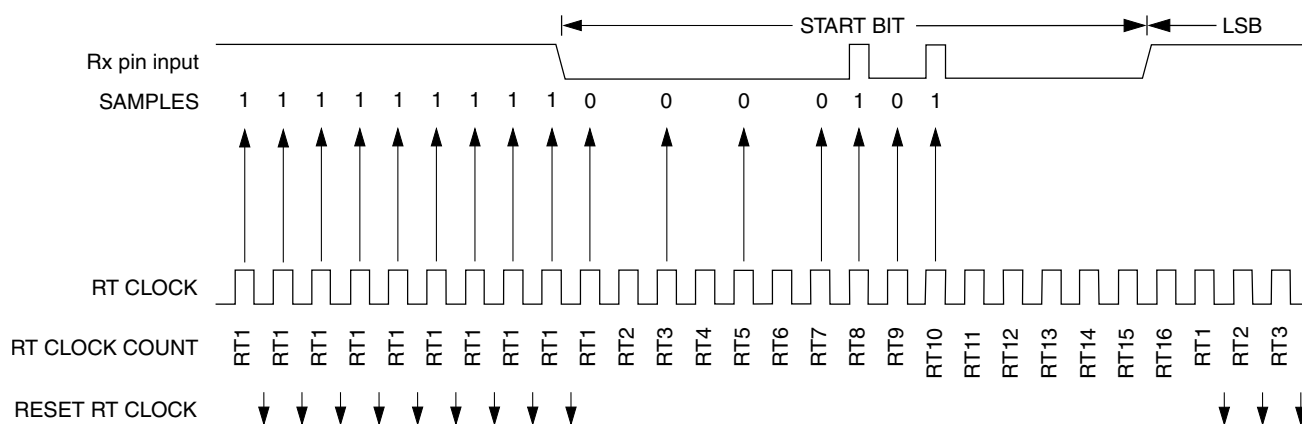 START BIT LSB
Rx pin input
SAMPLES 1 1 1 1 1 1 1 1 1 0 0 0 0 1 0 1
RT CLOCK
RT CLOCK COUNT RT1 RT1 RT1 RT1 RT1 RT1 RT1 RT1 RT1 RT1 RT2 RT3 RT4 RT5 RT6 RT7 RT8 RT9 RT10 RT11 RT12 RT13 RT14 RT15 RT16 RT1 RT2 RT3
RESET RT CLOCK